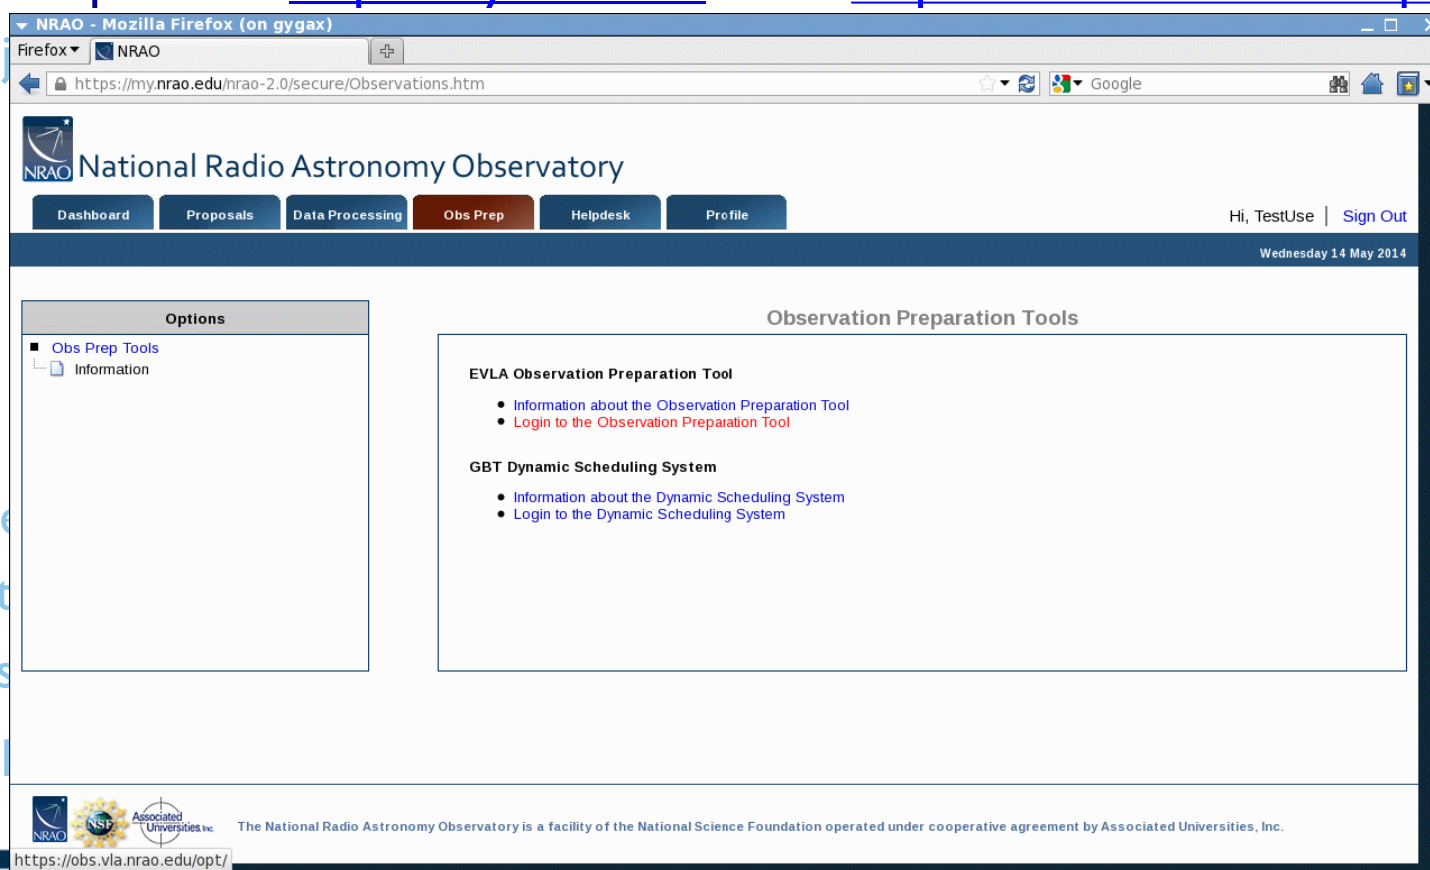 NRAO - Mozilla Firefox (on gygax)
Firefox
NRAO
https://my.nrao.edu/nrao-2.0/secure/Observations.htm
Google
NRAO
National Radio Astronomy Observatory
Dashboard Proposals Data Processing Obs Prep Helpdesk Profile
Hi, TestUse | Sign Out
Wednesday 14 May 2014
Options
Obs Prep Tools
Information
Observation Preparation Tools
EVLA Observation Preparation Tool
Information about the Observation Preparation Tool
Login to the Observation Preparation Tool
GBT Dynamic Scheduling System
Information about the Dynamic Scheduling System
Login to the Dynamic Scheduling System
NRAO
NSF
Associated
Universities, Inc.
The National Radio Astronomy Observatory is a facility of the National Science Foundation operated under cooperative agreement by Associated Universities, Inc.
https://obs.vla.nrao.edu/opt/